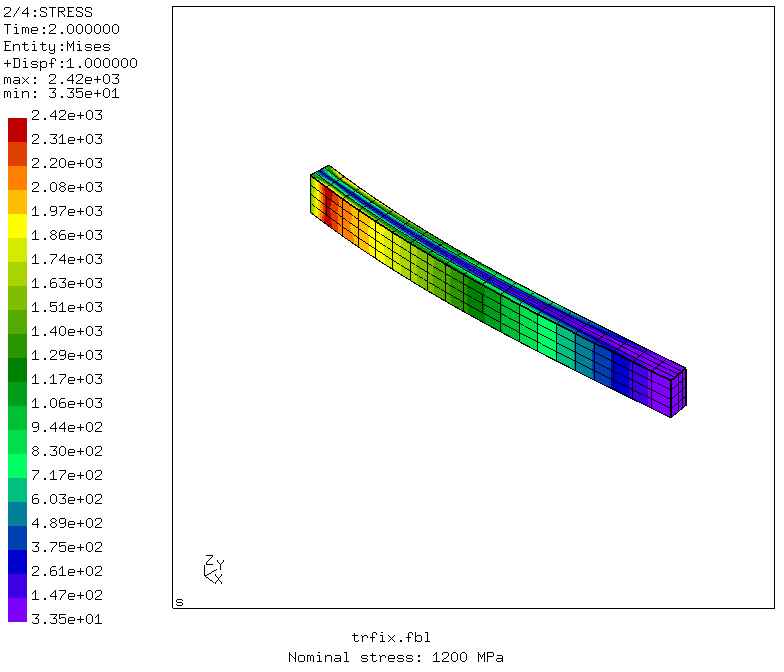 2/4:STRESS
Time:2.000000
Entity:Mises
+Dispf:1.000000
max: 2.42e+03
min: 3.35e+01
2.42e+03
2.31e+03
2.20e+03
2.08e+03
1.97e+03
1.86e+03
1.74e+03
1.63e+03
1.51e+03
1.40e+03
1.29e+03
1.17e+03
1.06e+03
9.44e+02
8.30e+02
7.17e+02
6.03e+02
4.89e+02
3.75e+02
2.61e+02
1.47e+02
3.35e+01
Z
Y
X
s
trfix.fbl
Nominal stress: 1200 MPa